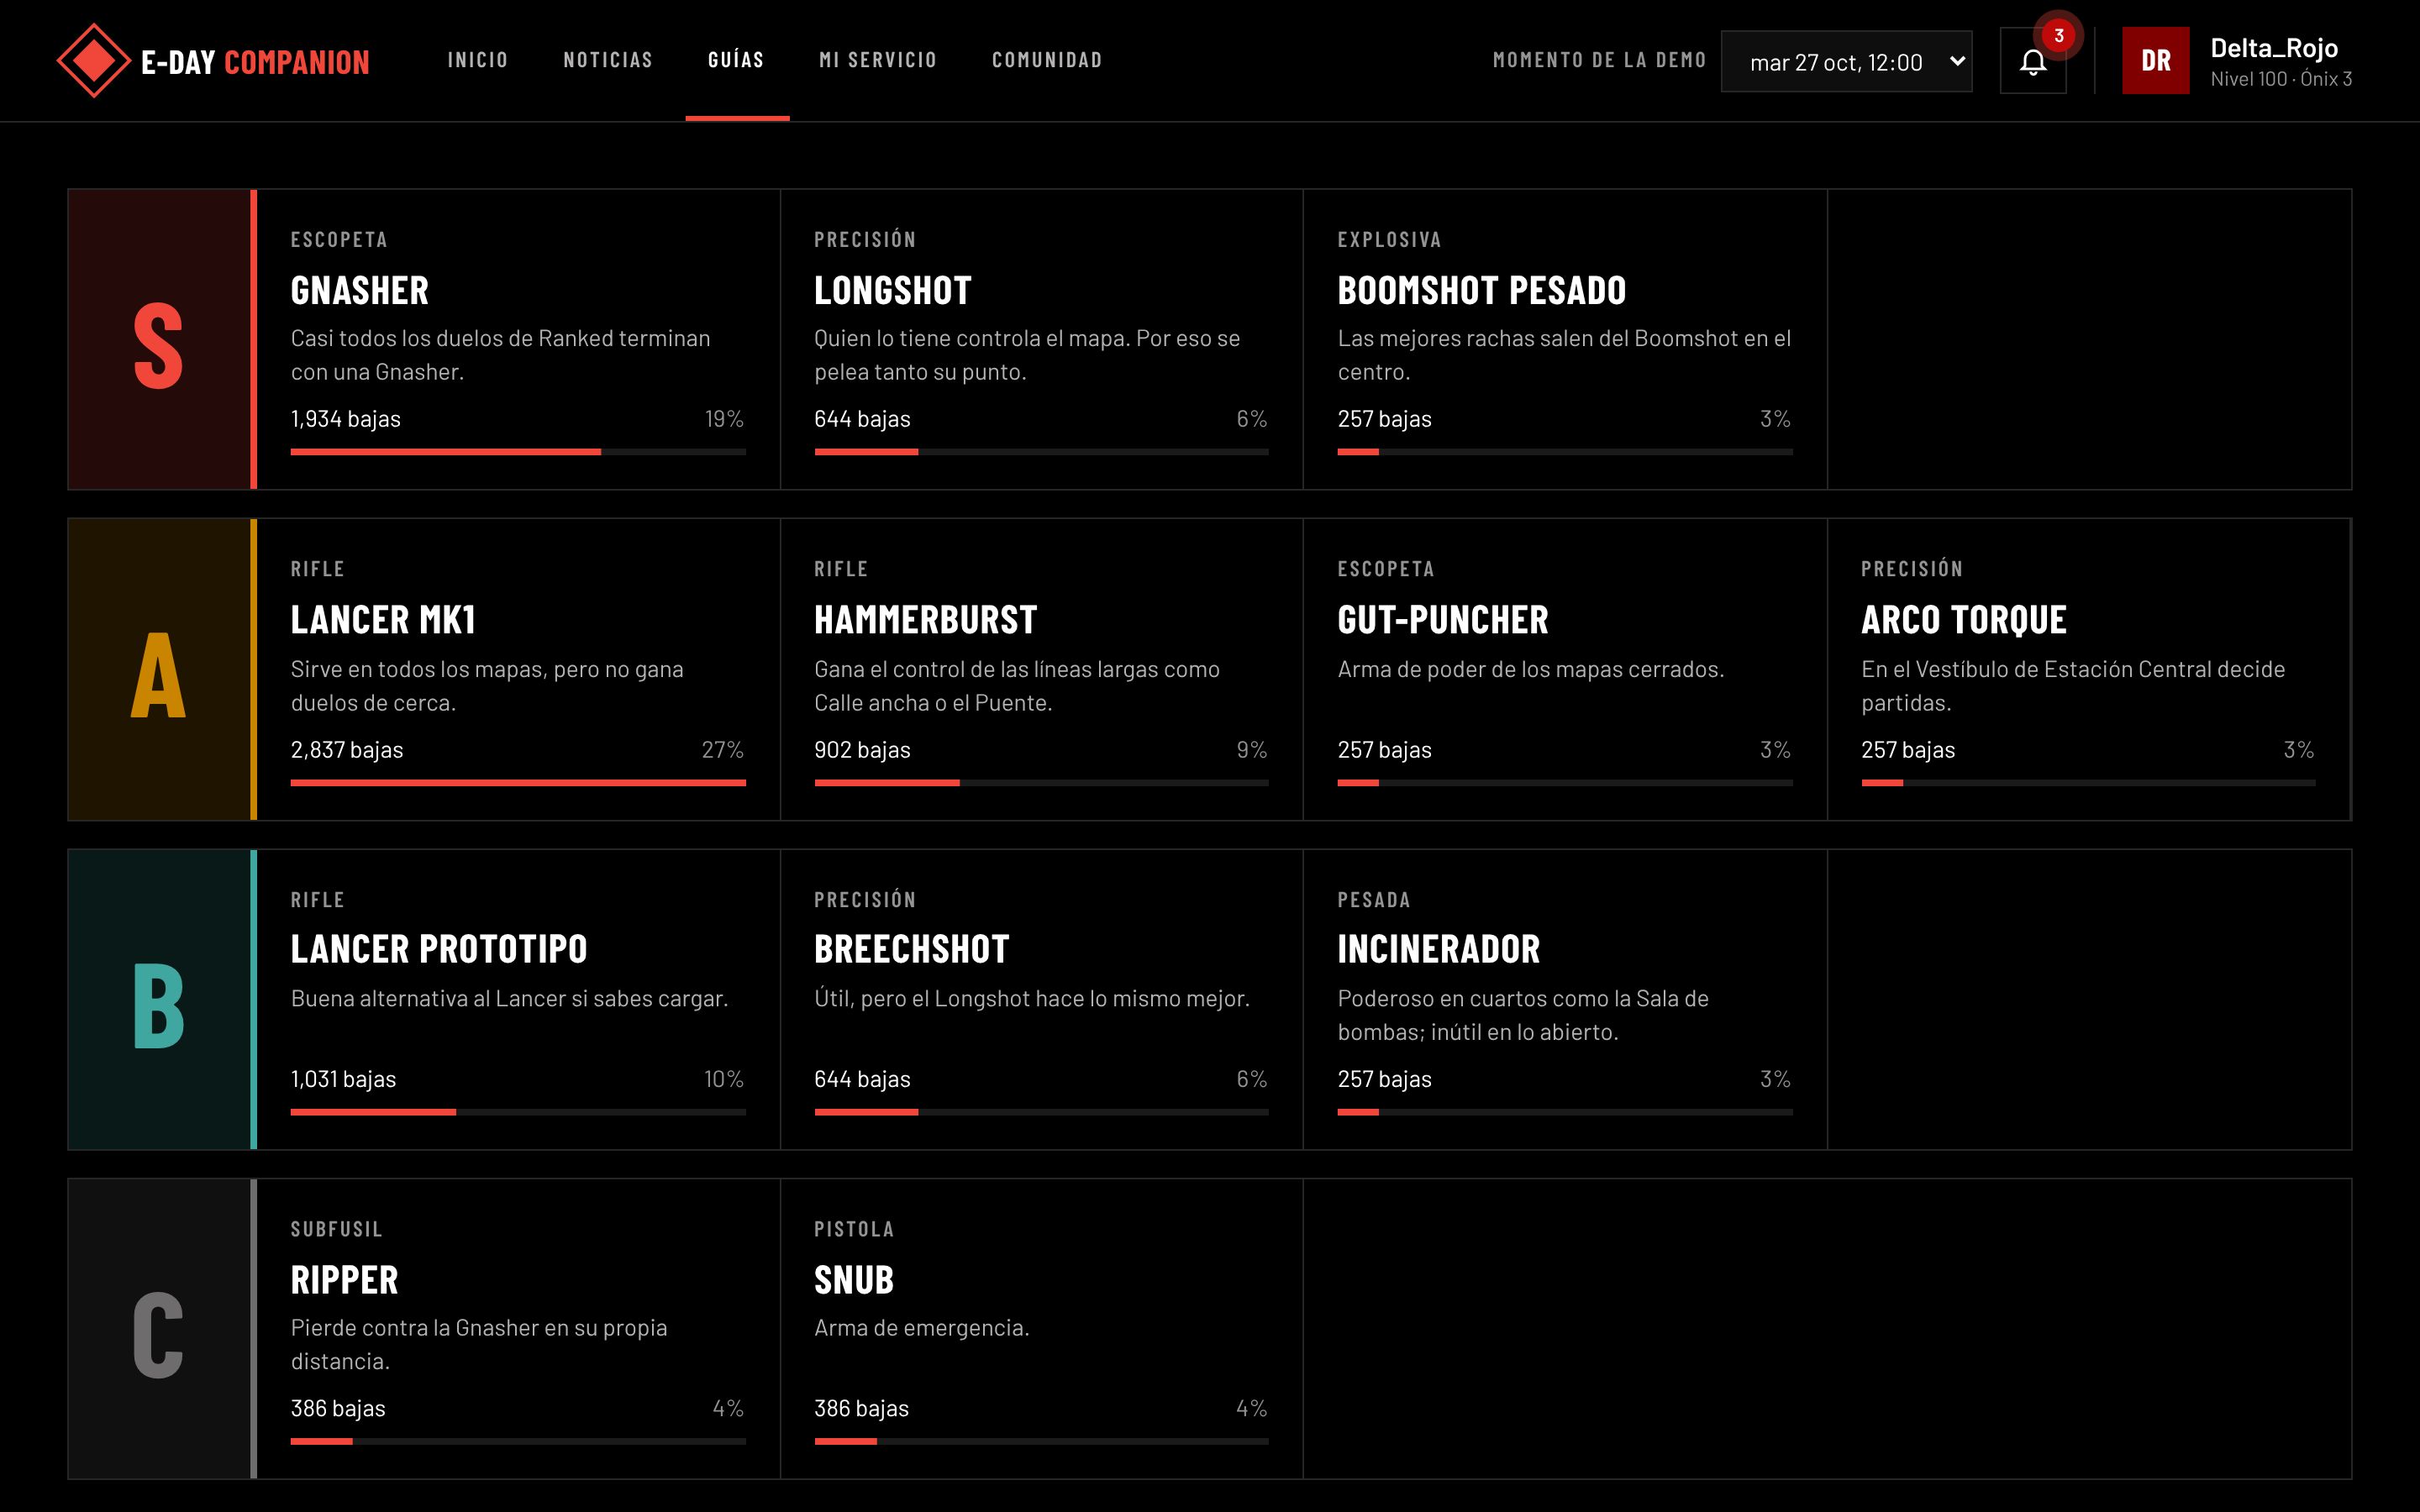 E-DAY COMPANION
INICIO
NOTICIAS
GUÍAS
MI SERVICIO
COMUNIDAD
MOMENTO DE LA DEMO
mar 27 oct, 12:00
3
DR
Delta_Rojo
Nivel 100 · Ónix 3
S
ESCOPETA
GNASHER
Casi todos los duelos de Ranked terminan
con una Gnasher.
1,934 bajas
19%
PRECISIÓN
LONGSHOT
Quien lo tiene controla el mapa. Por eso se
pelea tanto su punto.
644 bajas
6%
EXPLOSIVA
BOOMSHOT PESADO
Las mejores rachas salen del Boomshot en el
centro.
257 bajas
3%
A
RIFLE
LANCER MK1
Sirve en todos los mapas, pero no gana
duelos de cerca.
2,837 bajas
27%
RIFLE
HAMMERBURST
Gana el control de las líneas largas como
Calle ancha o el Puente.
902 bajas
9%
ESCOPETA
GUT-PUNCHER
Arma de poder de los mapas cerrados.
257 bajas
3%
PRECISIÓN
ARCO TORQUE
En el Vestíbulo de Estación Central decide
partidas.
257 bajas
3%
B
RIFLE
LANCER PROTOTIPO
Buena alternativa al Lancer si sabes cargar.
1,031 bajas
10%
PRECISIÓN
BREECHSHOT
Útil, pero el Longshot hace lo mismo mejor.
644 bajas
6%
PESADA
INCINERADOR
Poderoso en cuartos como la Sala de
bombas; inútil en lo abierto.
257 bajas
3%
C
SUBFUSIL
RIPPER
Pierde contra la Gnasher en su propia
distancia.
386 bajas
4%
PISTOLA
SNUB
Arma de emergencia.
386 bajas
4%